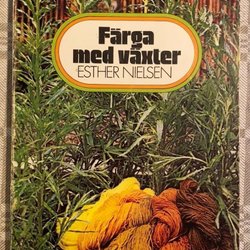 Färga
med växter
ESTHER NIELSEN